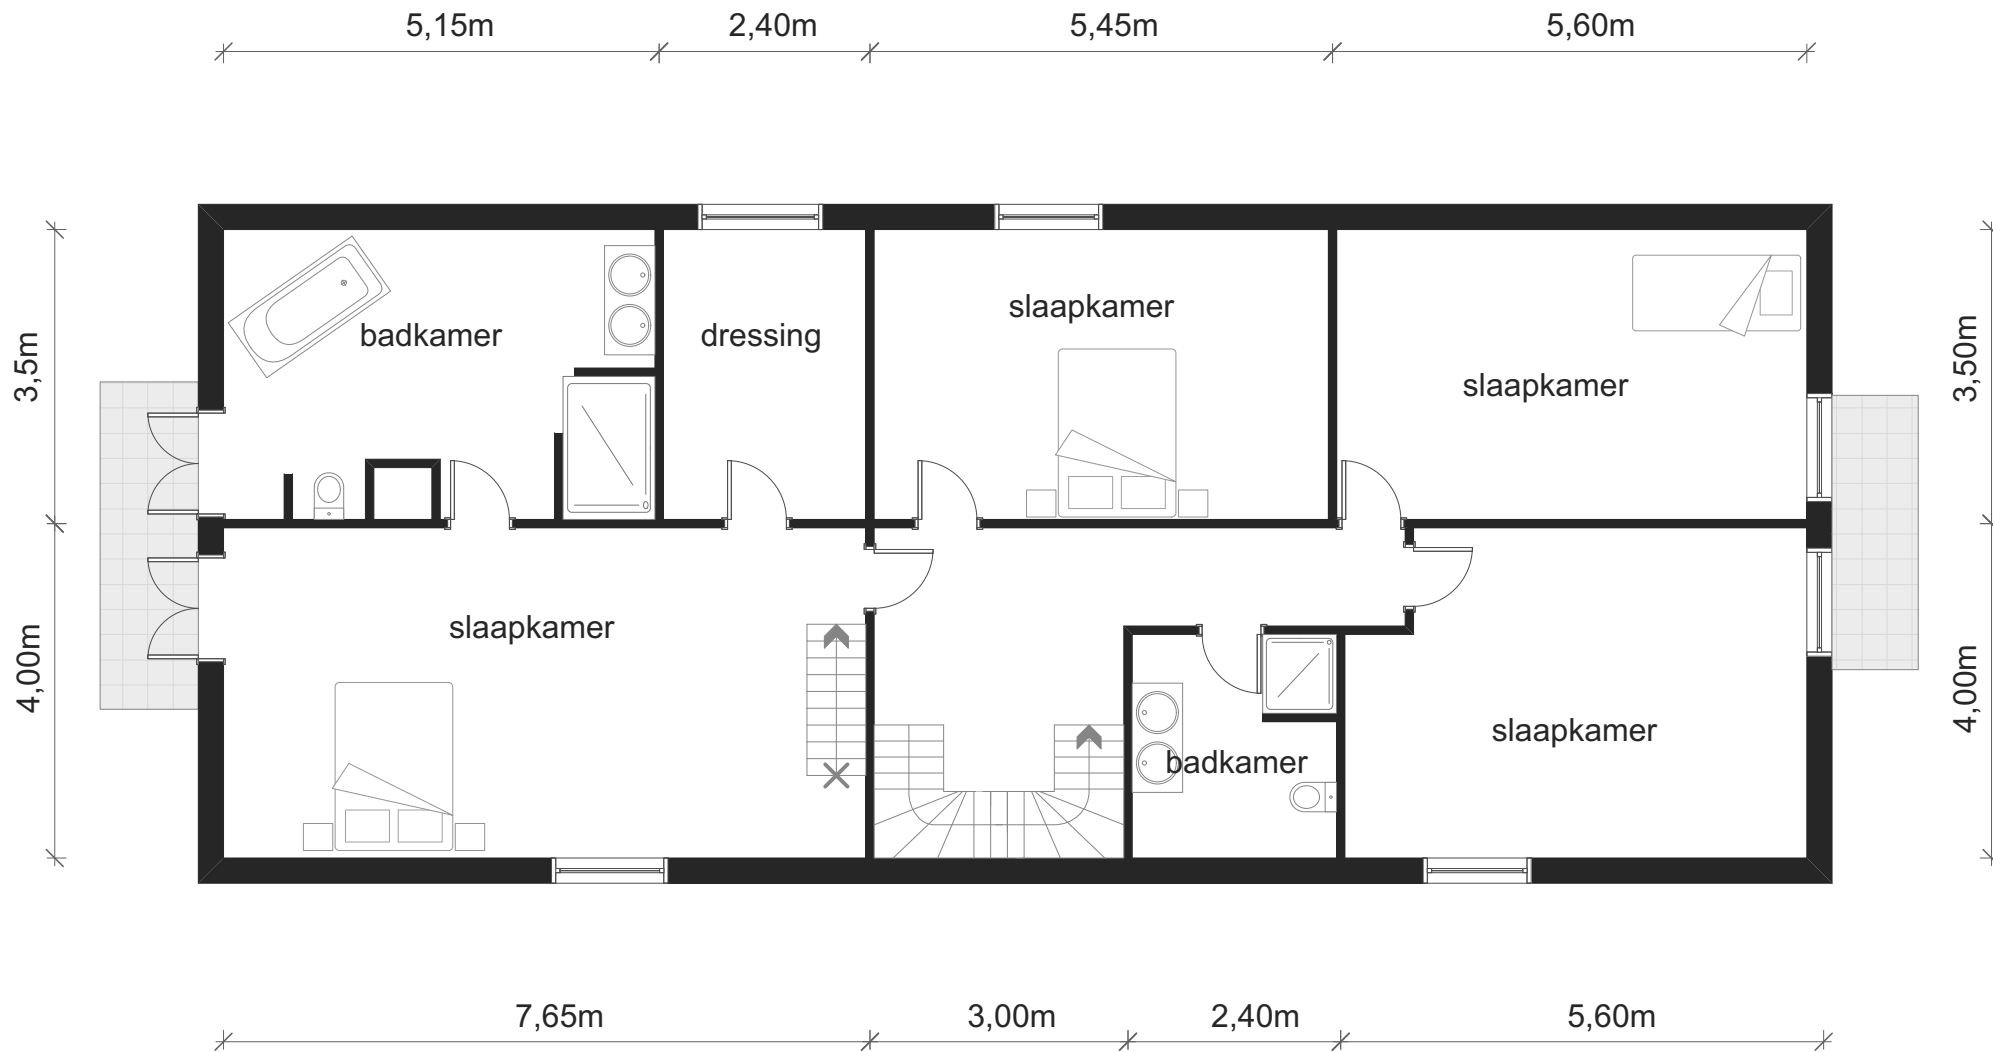 5,15m
2,40m
5,45m
5,60m
3,5m
badkamer
dressing
slaapkamer
slaapkamer
3,50m
4,00m
slaapkamer
badkamer
slaapkamer
4,00m
7,65m
3,00m
2,40m
5,60m